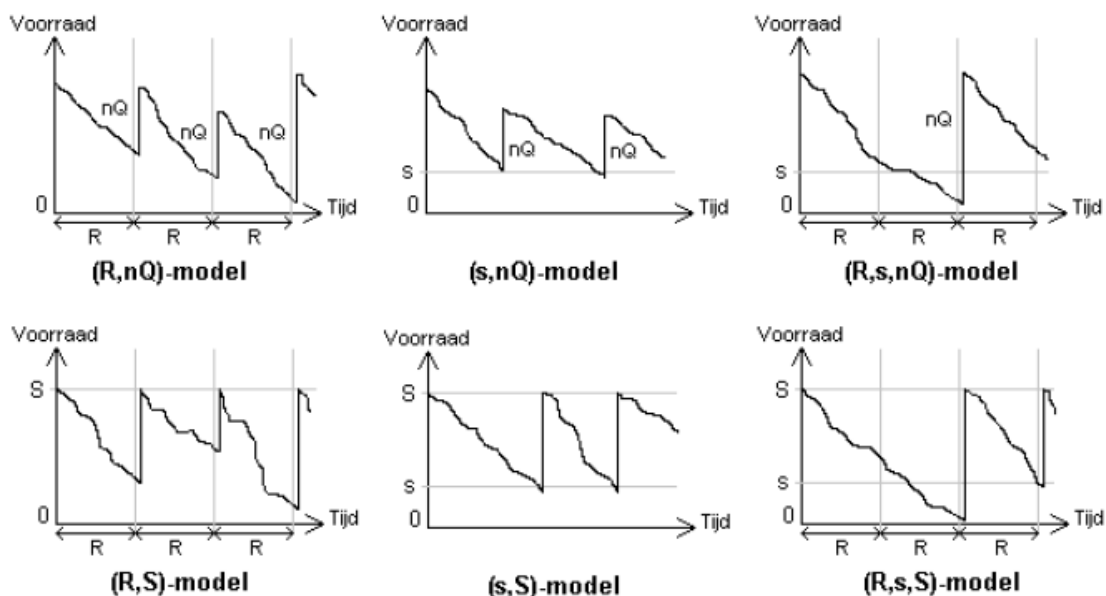 Voorraad Voorraad Voorraad
nQ nQ nQ nQ nQ nQ
s s
0 0 0
Tijd Tijd Tijd
R R R R R R
(R,nQ)-model (s,nQ)-model (R,s,nQ)-model
Voorraad Voorraad Voorraad
S S S
s s
0 0 0
Tijd Tijd Tijd
R R R R R R
(R,S)-model (s,S)-model (R,s,S)-model